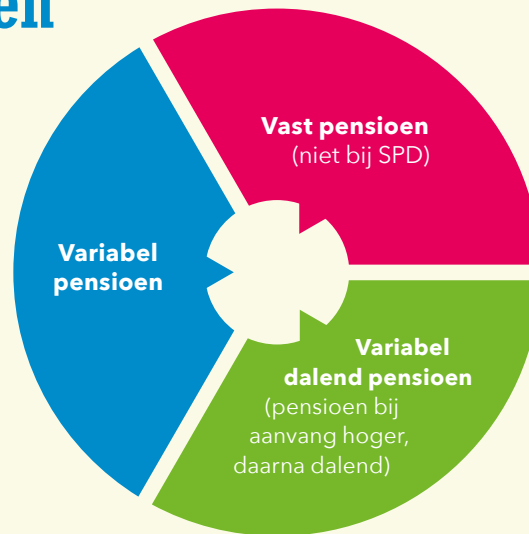 Vast pensioen
(niet bij SPD)
Variabel
pensioen
Variabel
dalend pensioen
(pensioen bij
aanvang hoger,
daarna dalend)